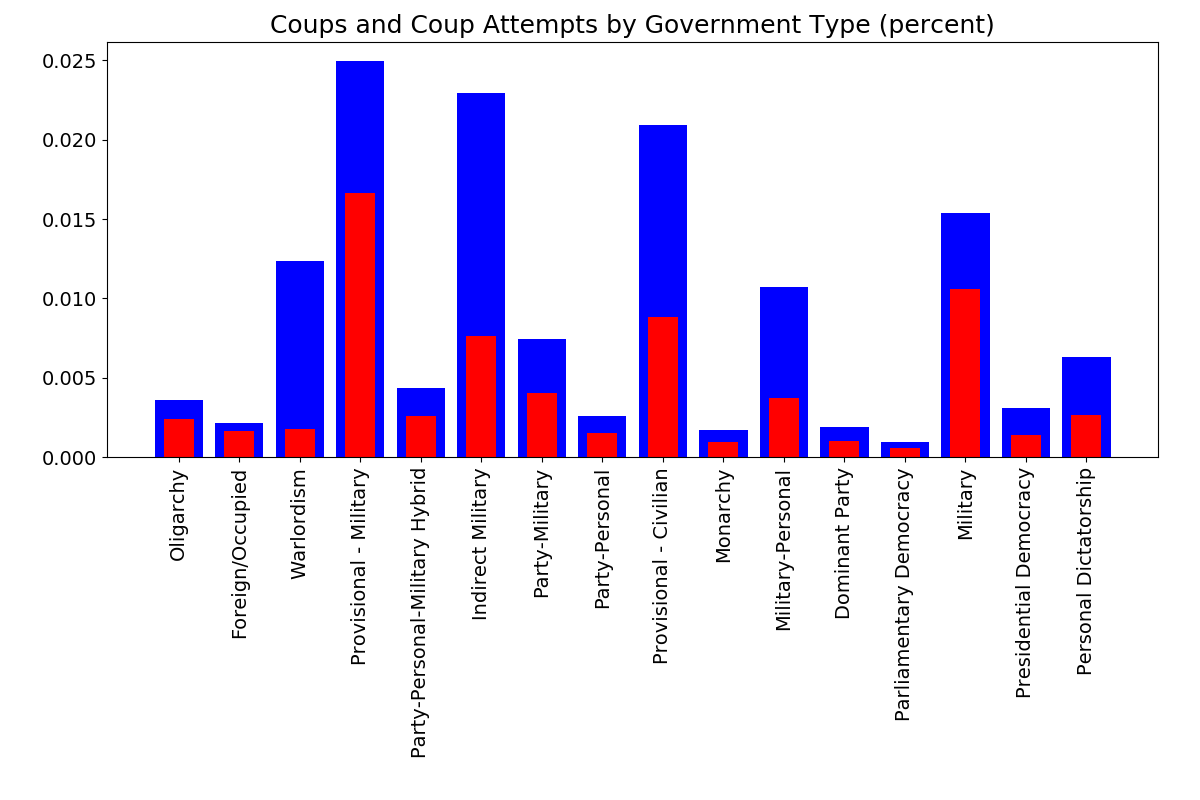 Coups and Coup Attempts by Government Type (percent)
0.025
0.020
0.015
0.010
0.005
0.000
Oligarchy
Foreign/Occupied
Warlordism
Provisional - Military
Party-Personal-Military Hybrid
Indirect Military
Party-Military
Party-Personal
Provisional - Civilian
Monarchy
Military-Personal
Dominant Party
Parliamentary Democracy
Military
Presidential Democracy
Personal Dictatorship